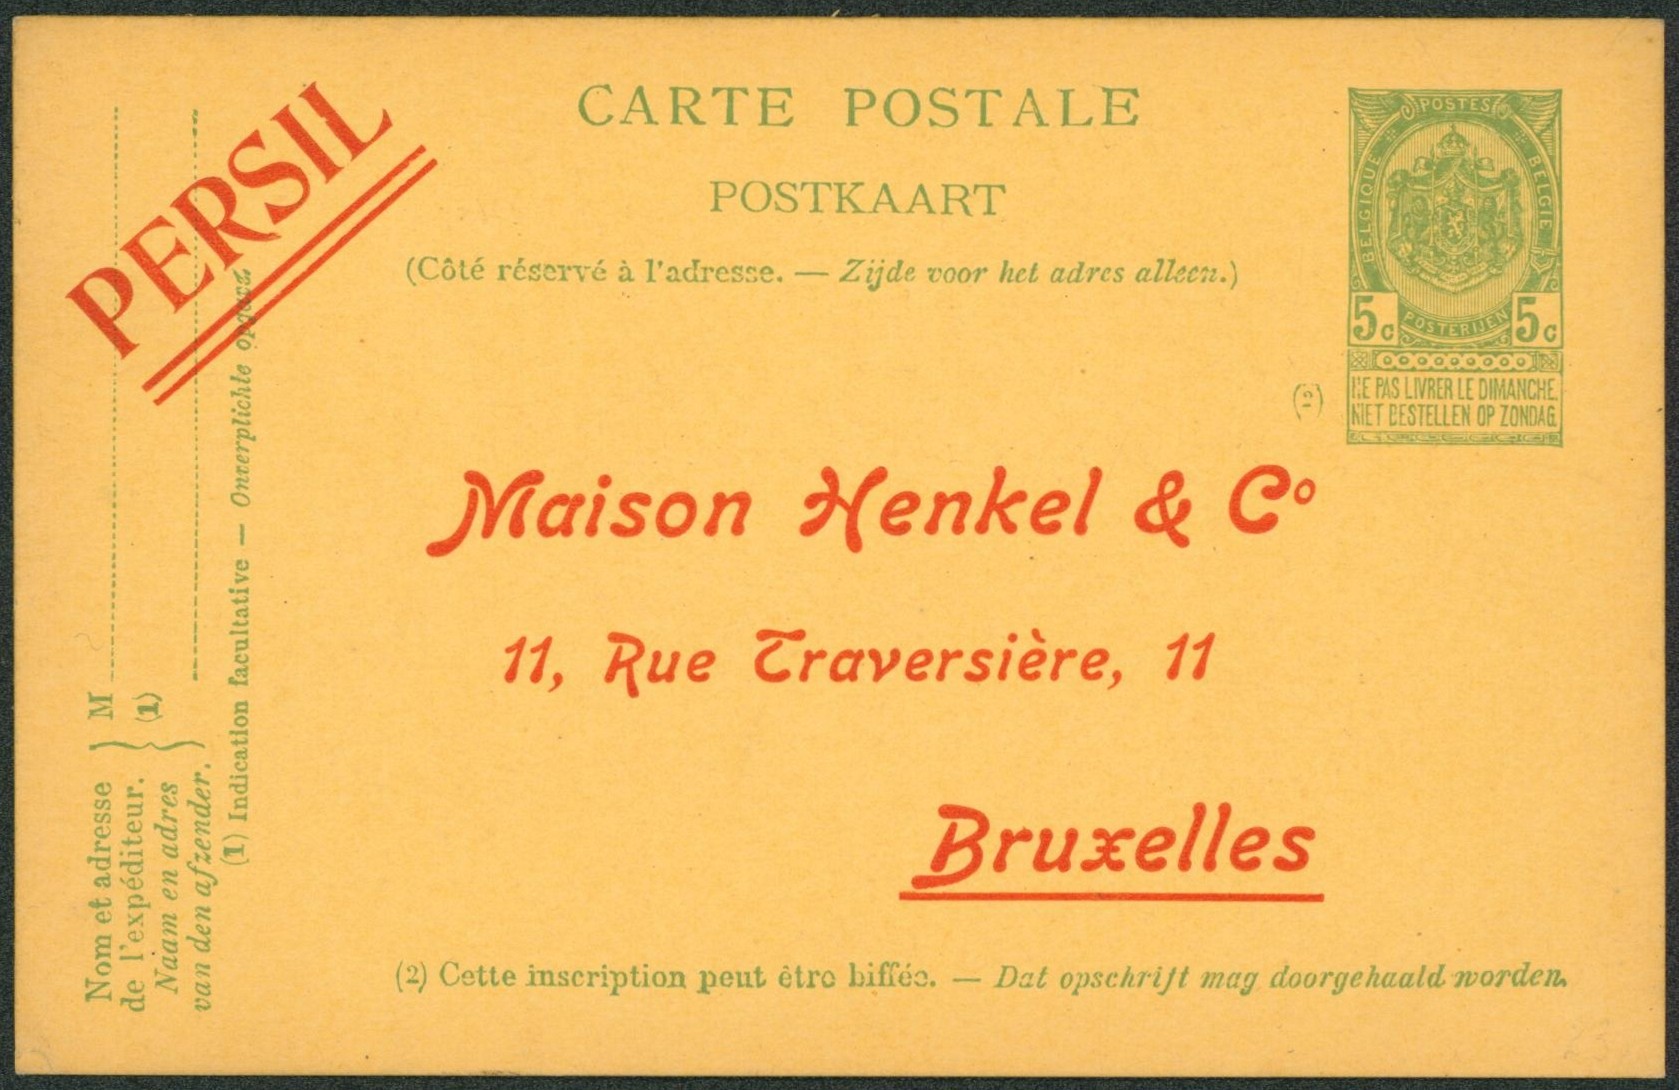 PERSIL
CARTE POSTALE
POSTKAART
(Côté réservé à l'adresse. — Zijde voor het adres alleen.)
POSTES
BELGIQUE
BELGIE
POSTERIJEN
5c 5c
NE PAS LIVRER LE DIMANCHE.
NIET BESTELLEN OP ZONDAG.
(2)
Maison Henkel & Co
11, Rue Traversière, 11
Bruxelles
(2) Cette inscription peut être biffée. — Dat opschrift mag doorgehaald worden.
Nom et adresse
de l'expéditeur.
Naam en adres
van den afzender.
M
(1)
(1) Indication facultative — Onverplichte opgave